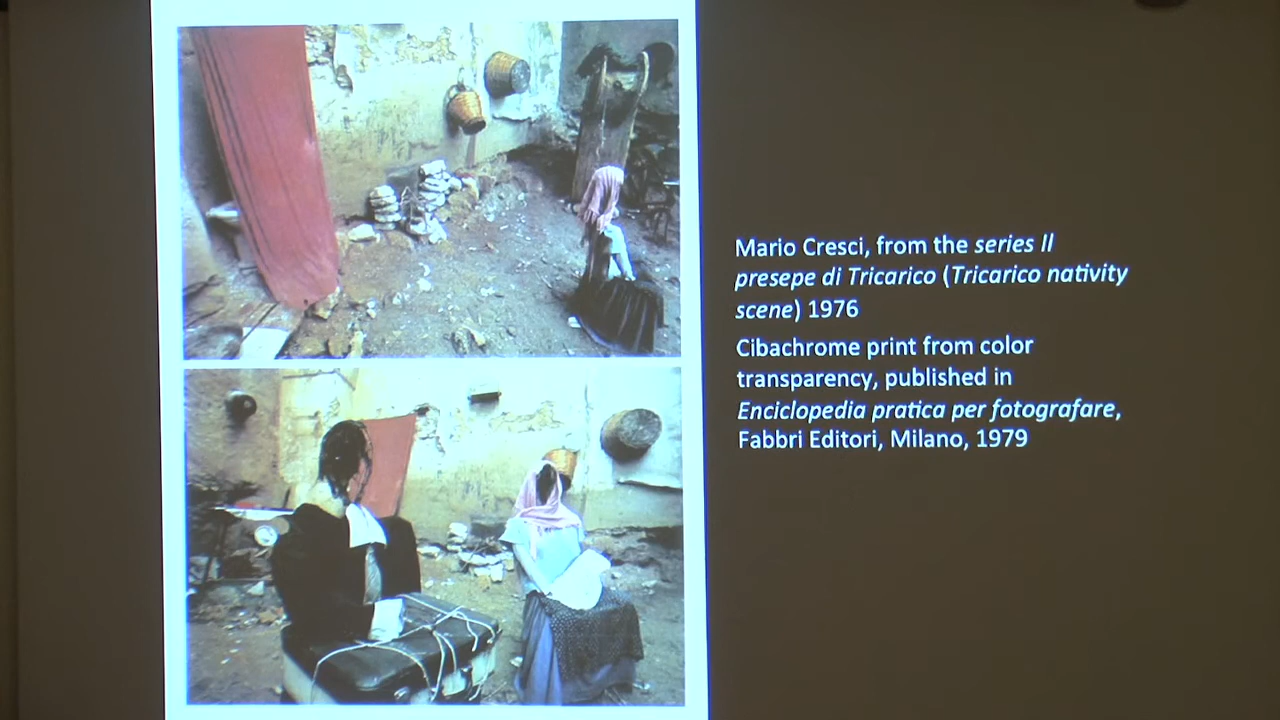 Mario Cresci, from the series Il
presepe di Tricarico (Tricarico nativity
scene) 1976
Cibachrome print from color
transparency, published in
Enciclopedia pratica per fotografare,
Fabbri Editori, Milano, 1979